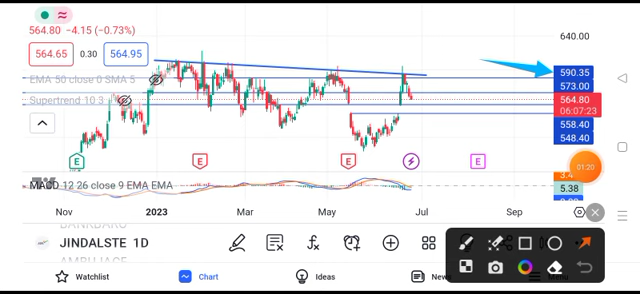 564.80 −4.15 (−0.73%)
640.00
564.65 0.30 564.95
590.35
573.00
564.80
06:07:23
558.40
548.40
EMA 50 close 0 SMA 5
Supertrend 10 3
E E E E
01:20
MACD 12 26 close 9 EMA EMA
3.4
5.38
Nov 2023 Mar May Jul Sep
BANKBARO
JINDALSTE 1D
AMBUJACE
Watchlist Chart Ideas News Menu